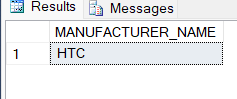 Results Messages
MANUFACTURER_NAME
1 HTC